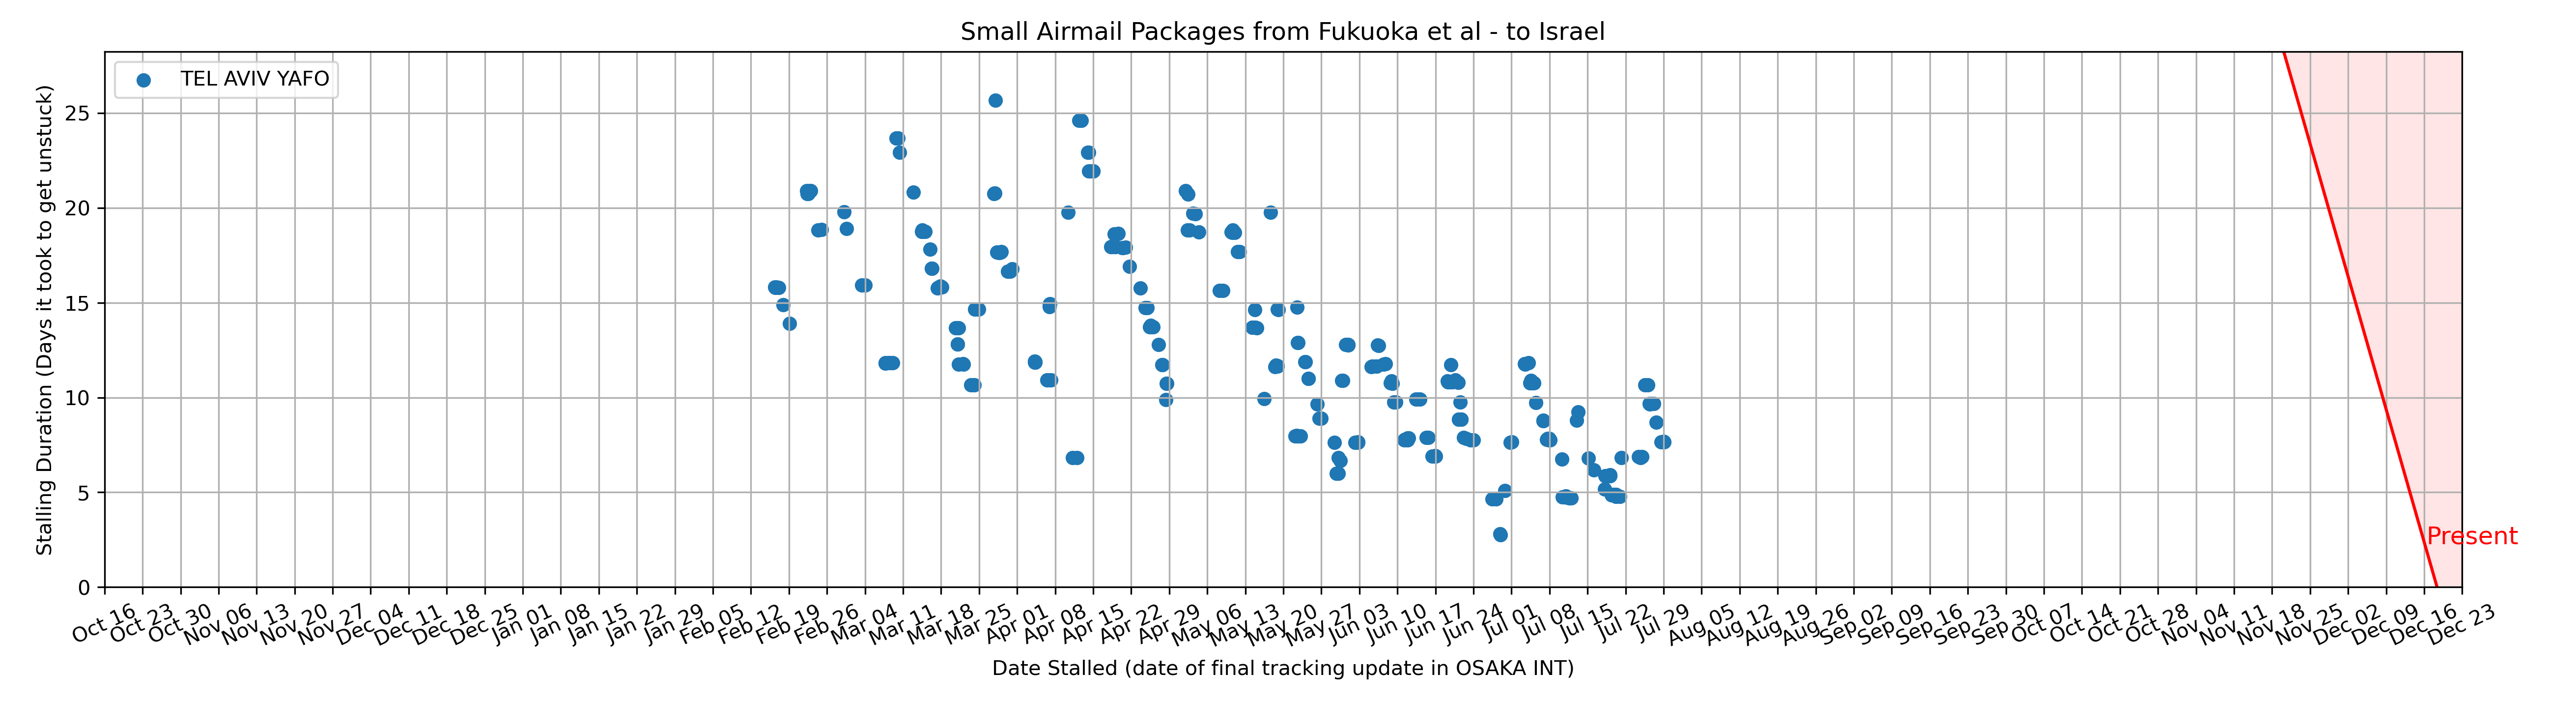 Small Airmail Packages from Fukuoka et al - to Israel
TEL AVIV YAFO
Stalling Duration (Days it took to get unstuck)
25
20
15
10
5
0
Present
Oct 16
Oct 23
Oct 30
Nov 06
Nov 13
Nov 20
Nov 27
Dec 04
Dec 11
Dec 18
Dec 25
Jan 01
Jan 08
Jan 15
Jan 22
Jan 29
Feb 05
Feb 12
Feb 19
Feb 26
Mar 04
Mar 11
Mar 18
Mar 25
Apr 01
Apr 08
Apr 15
Apr 22
Apr 29
May 06
May 13
May 20
May 27
Jun 03
Jun 10
Jun 17
Jun 24
Jul 01
Jul 08
Jul 15
Jul 22
Jul 29
Aug 05
Aug 12
Aug 19
Aug 26
Sep 02
Sep 09
Sep 16
Sep 23
Sep 30
Oct 07
Oct 14
Oct 21
Oct 28
Nov 04
Nov 11
Nov 18
Nov 25
Dec 02
Dec 09
Dec 16
Dec 23
Date Stalled (date of final tracking update in OSAKA INT)